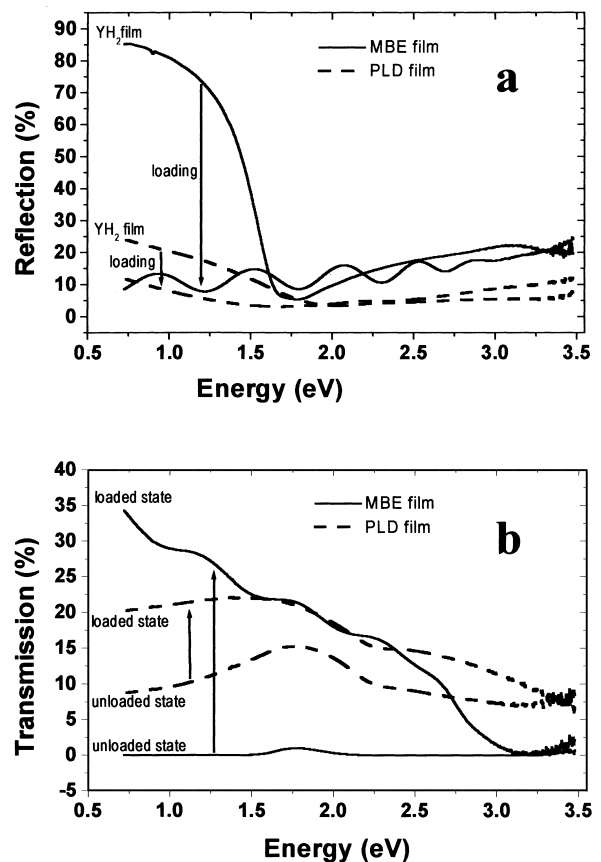 YH2 film
MBE film
PLD film
a
loading
YH2 film
loading
Reflection (%)
90
80
70
60
50
40
30
20
10
0
0.5 1.0 1.5 2.0 2.5 3.0 3.5
Energy (eV)
loaded state
MBE film
PLD film
b
loaded state
unloaded state
unloaded state
Transmission (%)
40
35
30
25
20
15
10
5
0
-5
0.5 1.0 1.5 2.0 2.5 3.0 3.5
Energy (eV)